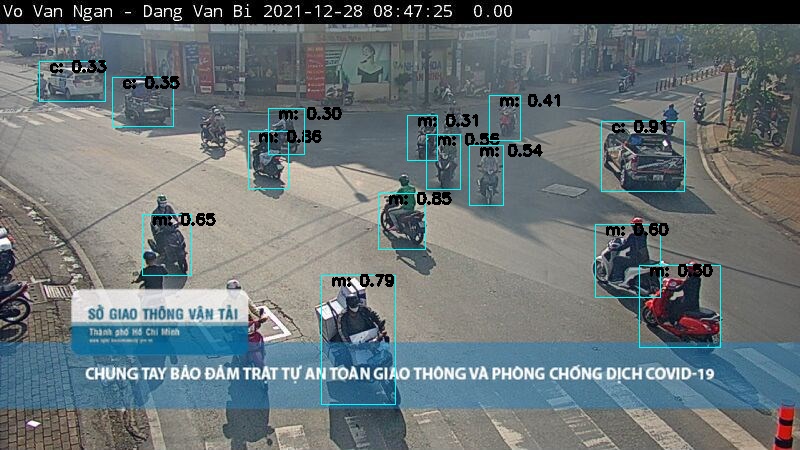 Vo Van Ngan - Dang Van Bi 2021-12-28 08:47:25 0.00
c: 0.33
c: 0.35
m: 0.30
m: 0.86
m: 0.31
m: 0.41
m: 0.56
m: 0.54
c: 0.91
m: 0.85
m: 0.65
m: 0.60
m: 0.50
m: 0.79
SỞ GIAO THÔNG VẬN TẢI
Thành phố Hồ Chí Minh
CHUNG TAY BẢO ĐẢM TRẬT TỰ AN TOÀN GIAO THÔNG VÀ PHÒNG CHỐNG DỊCH COVID-19